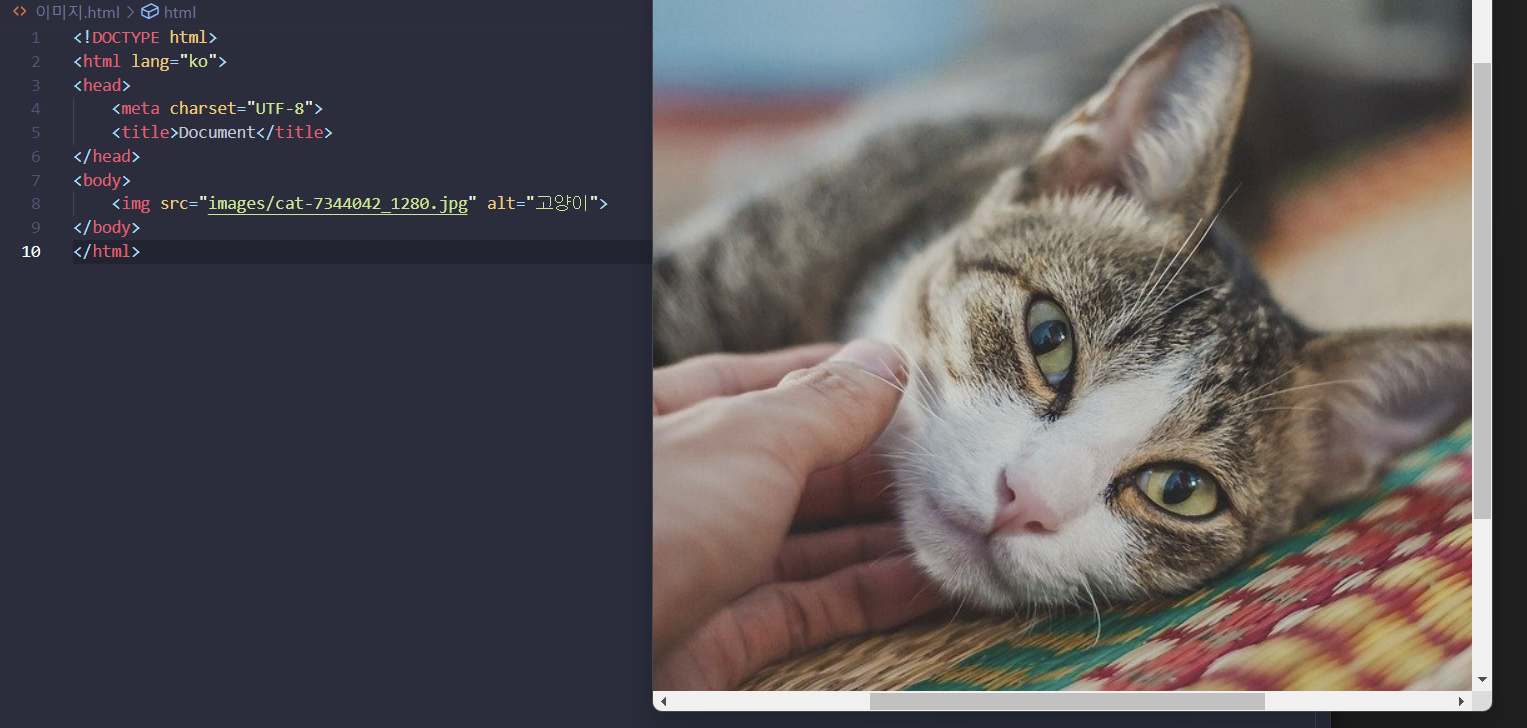 이미지.html > html
1 <!DOCTYPE html>
2 <html lang="ko">
3 <head>
4 <meta charset="UTF-8">
5 <title>Document</title>
6 </head>
7 <body>
8 <img src="images/cat-7344042_1280.jpg" alt="고양이">
9 </body>
10 </html>